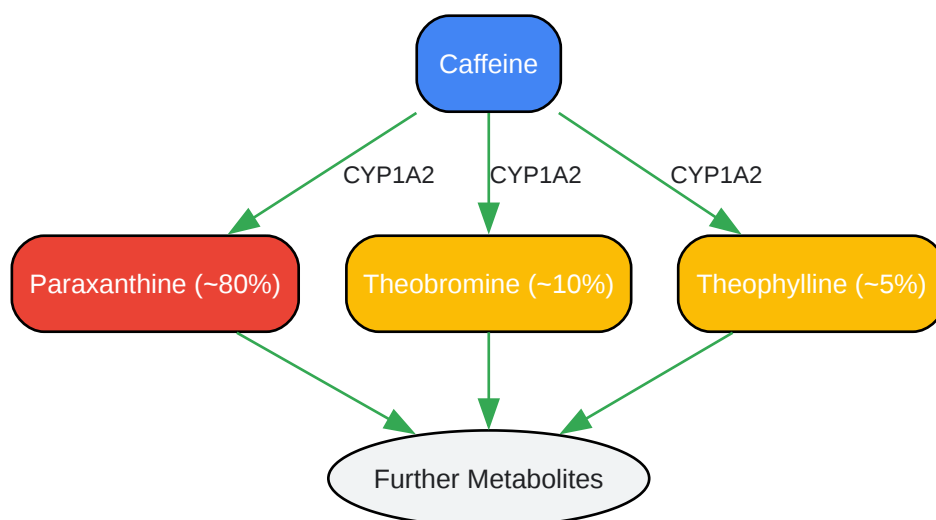 Caffeine
CYP1A2
CYP1A2
CYP1A2
Paraxanthine (~80%)
Theobromine (~10%)
Theophylline (~5%)
Further Metabolites